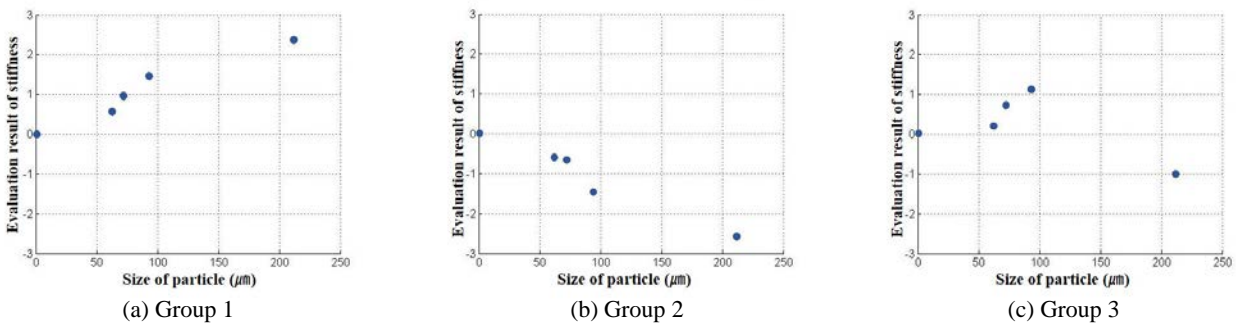 Evaluation result of stiffness
3
2
1
0
-1
-2
-3
0 50 100 150 200 250
Size of particle (㎛)
(a) Group 1
Evaluation result of stiffness
3
2
1
0
-1
-2
-3
0 50 100 150 200 250
Size of particle (㎛)
(b) Group 2
Evaluation result of stiffness
3
2
1
0
-1
-2
-3
0 50 100 150 200 250
Size of particle (㎛)
(c) Group 3